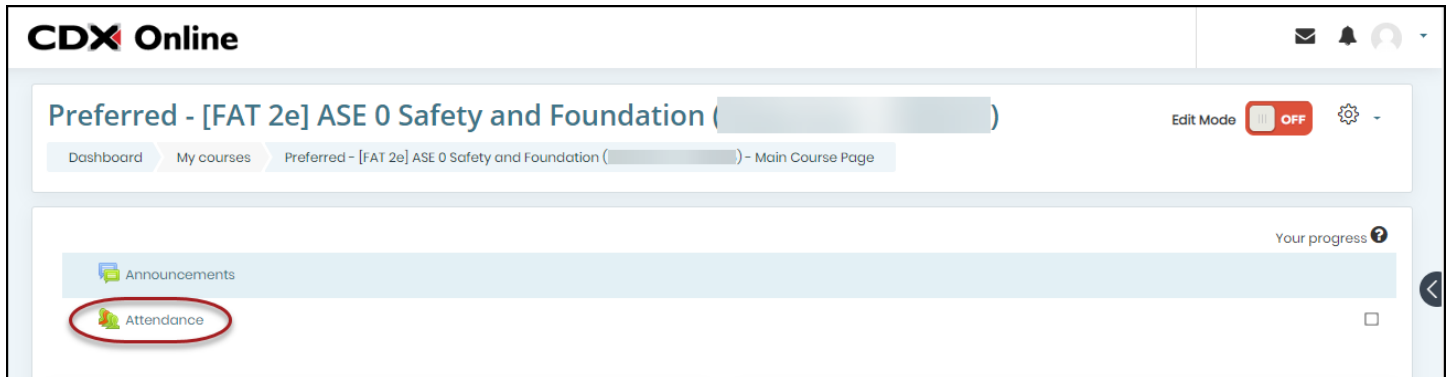 CDX Online
Preferred - [FAT 2e] ASE 0 Safety and Foundation ( )
Edit Mode OFF
Dashboard My courses Preferred - [FAT 2e] ASE 0 Safety and Foundation ( ) - Main Course Page
Your progress ?
Announcements
Attendance